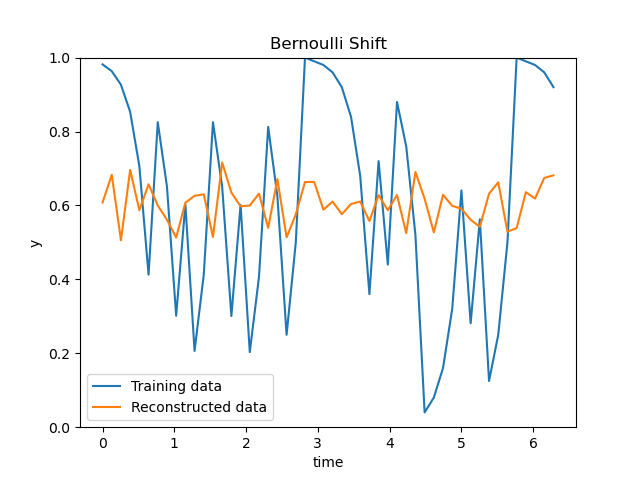 Bernoulli Shift
1.0
0.8
0.6
0.4
0.2
0.0
y
Training data
Reconstructed data
0 1 2 3 4 5 6
time